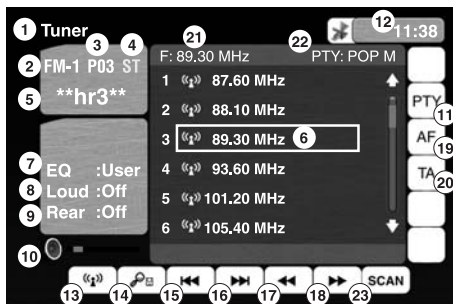 1 Tuner
12 11:38
3 4
2 FM-1 P03 ST
5 **hr3**
21 22
F: 89.30 MHz PTY: POP M
1 87.60 MHz
2 88.10 MHz
3 89.30 MHz 6
4 93.60 MHz
5 101.20 MHz
6 105.40 MHz
7 EQ :User
8 Loud :Off
9 Rear :Off
10
PTY 11
AF 19
TA 20
SCAN
13 14 15 16 17 18 23